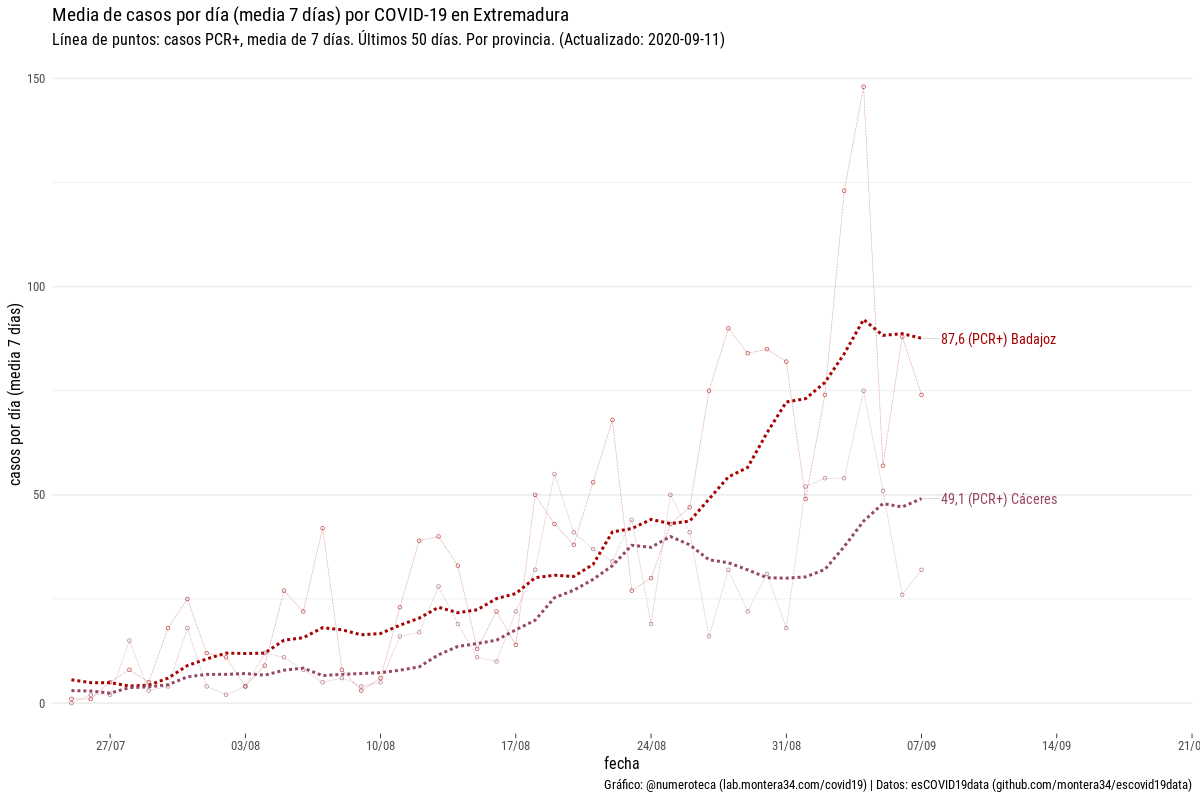 Media de casos por día (media 7 días) por COVID-19 en Extremadura
Línea de puntos: casos PCR+, media de 7 días. Últimos 50 días. Por provincia. (Actualizado: 2020-09-11)
casos por día (media 7 días)
150
100
50
0
87,6 (PCR+) Badajoz
49,1 (PCR+) Cáceres
27/07 03/08 10/08 17/08 24/08 31/08 07/09 14/09 21/0
fecha
Gráfico: @numeroteca (lab.montera34.com/covid19) | Datos: esCOVID19data (github.com/montera34/escovid19data)